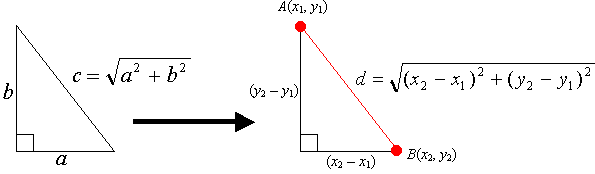 b
c = √(a² + b²)
a
A(x₁, y₁)
(y₂ − y₁)
d = √((x₂ − x₁)² + (y₂ − y₁)²)
(x₂ − x₁)
B(x₂, y₂)